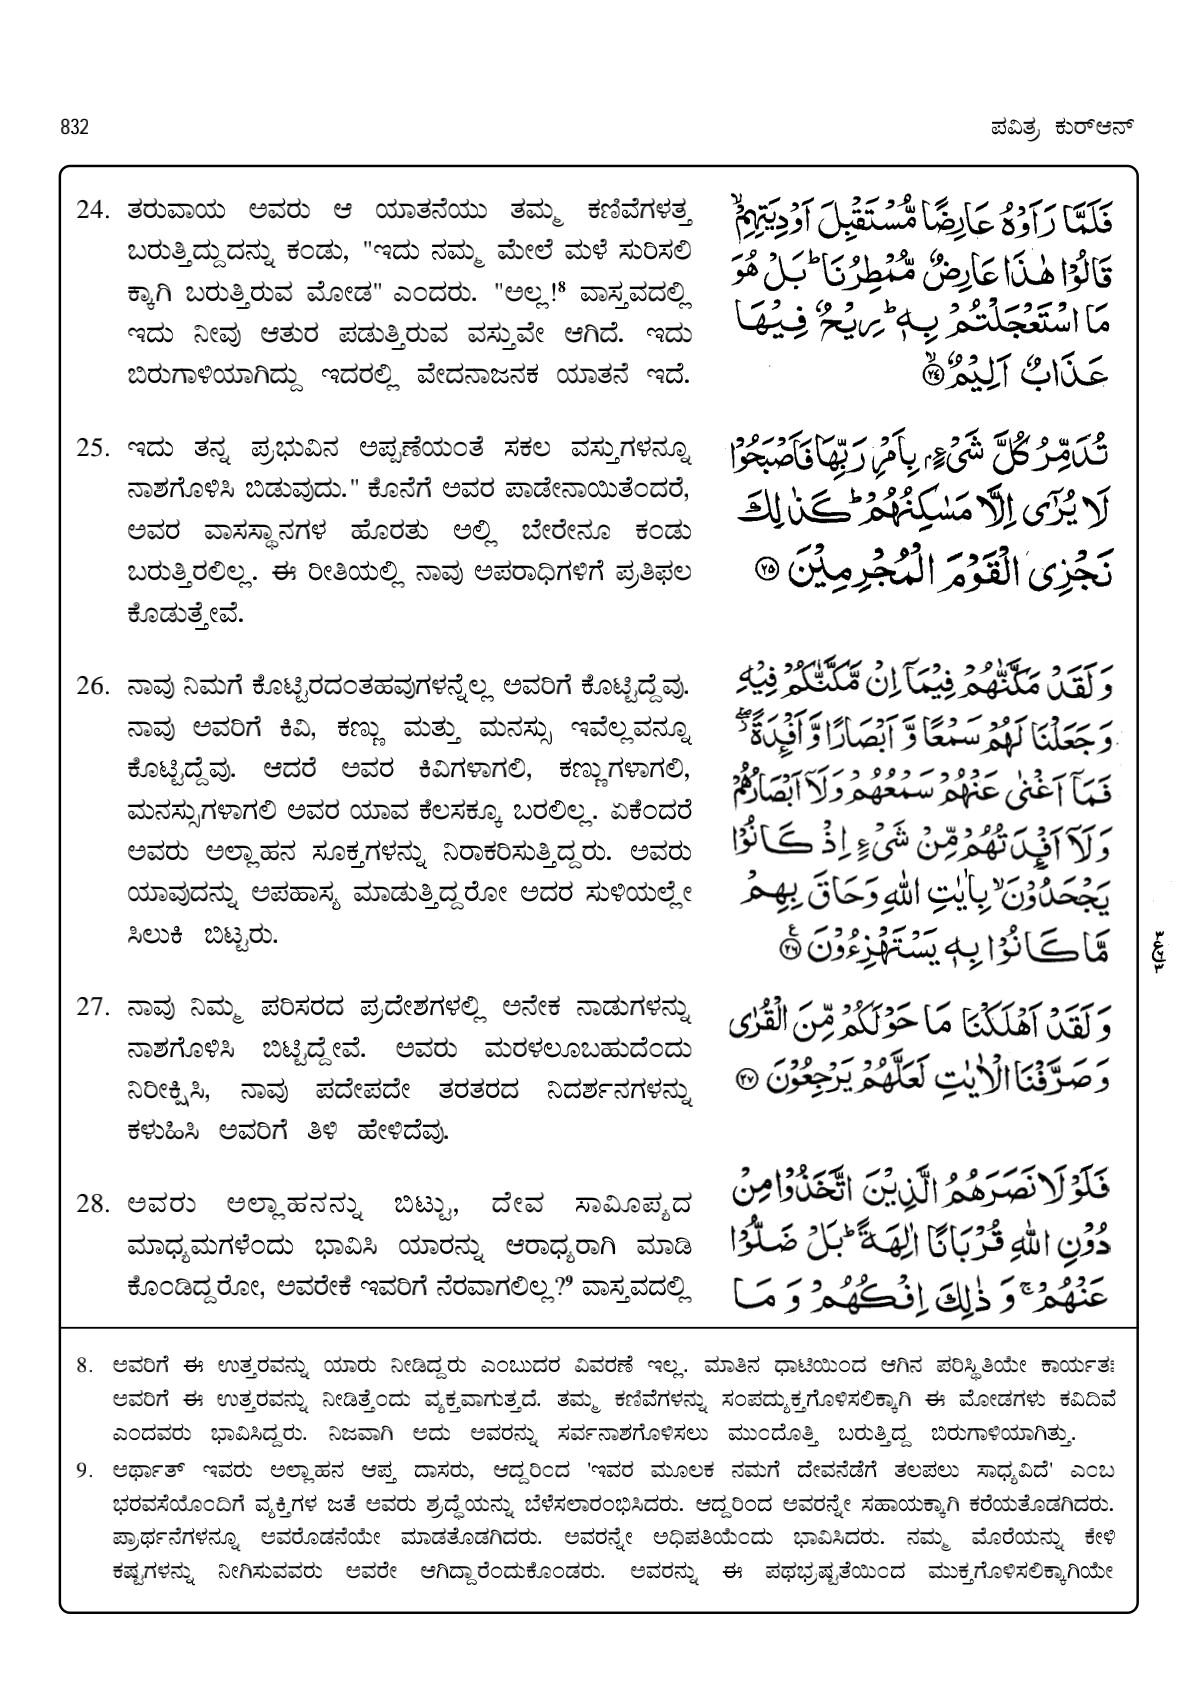 832
ಪವಿತ್ರ ಕುರ್‌ಆನ್
24. ತರುವಾಯ ಅವರು ಆ ಯಾತನೆಯು ತಮ್ಮ ಕಣಿವೆಗಳತ್ತ
ಬರುತ್ತಿದ್ದುದನ್ನು ಕಂಡು, "ಇದು ನಮ್ಮ ಮೇಲೆ ಮಳೆ ಸುರಿಸಲಿ
ಕ್ಕಾಗಿ ಬರುತ್ತಿರುವ ಮೋಡ" ಎಂದರು. "ಅಲ್ಲ!8 ವಾಸ್ತವದಲ್ಲಿ
ಇದು ನೀವು ಆತುರ ಪಡುತ್ತಿರುವ ವಸ್ತುವೇ ಆಗಿದೆ. ಇದು
ಬಿರುಗಾಳಿಯಾಗಿದ್ದು ಇದರಲ್ಲಿ ವೇದನಾಜನಕ ಯಾತನೆ ಇದೆ.
فَلَمَّا رَاَوْهُ عَارِضًا مُّسْتَقْبِلَ اَوْدِيَتِهِمْ ۙ
قَالُوْا هٰذَا عَارِضٌ مُّمْطِرُنَا ؕ بَلْ هُوَ
مَا اسْتَعْجَلْتُمْ بِهٖ ؕ رِيْحٌ فِيْهَا
عَذَابٌ اَلِيْمٌ ۙ ﴿۲۴﴾
25. ಇದು ತನ್ನ ಪ್ರಭುವಿನ ಅಪ್ಪಣೆಯಂತೆ ಸಕಲ ವಸ್ತುಗಳನ್ನೂ
ನಾಶಗೊಳಿಸಿ ಬಿಡುವುದು." ಕೊನೆಗೆ ಅವರ ಪಾಡೇನಾಯಿತೆಂದರೆ,
ಅವರ ವಾಸಸ್ಥಾನಗಳ ಹೊರತು ಅಲ್ಲಿ ಬೇರೇನೂ ಕಂಡು
ಬರುತ್ತಿರಲಿಲ್ಲ. ಈ ರೀತಿಯಲ್ಲಿ ನಾವು ಅಪರಾಧಿಗಳಿಗೆ ಪ್ರತಿಫಲ
ಕೊಡುತ್ತೇವೆ.
تُدَمِّرُ كُلَّ شَیْءٍۭ بِاَمْرِ رَبِّهَا فَاَصْبَحُوْا
لَا يُرٰٓی اِلَّا مَسٰكِنُهُمْ ؕ كَذٰلِكَ
نَجْزِی الْقَوْمَ الْمُجْرِمِيْنَ ﴿۲۵﴾
26. ನಾವು ನಿಮಗೆ ಕೊಟ್ಟಿರದಂತಹವುಗಳನ್ನೆಲ್ಲ ಅವರಿಗೆ ಕೊಟ್ಟಿದ್ದೆವು.
ನಾವು ಅವರಿಗೆ ಕಿವಿ, ಕಣ್ಣು ಮತ್ತು ಮನಸ್ಸು ಇವೆಲ್ಲವನ್ನೂ
ಕೊಟ್ಟಿದ್ದೆವು. ಆದರೆ ಅವರ ಕಿವಿಗಳಾಗಲಿ, ಕಣ್ಣುಗಳಾಗಲಿ,
ಮನಸ್ಸುಗಳಾಗಲಿ ಅವರ ಯಾವ ಕೆಲಸಕ್ಕೂ ಬರಲಿಲ್ಲ. ಏಕೆಂದರೆ
ಅವರು ಅಲ್ಲಾಹನ ಸೂಕ್ತಗಳನ್ನು ನಿರಾಕರಿಸುತ್ತಿದ್ದರು. ಅವರು
ಯಾವುದನ್ನು ಅಪಹಾಸ್ಯ ಮಾಡುತ್ತಿದ್ದರೋ ಅದರ ಸುಳಿಯಲ್ಲೇ
ಸಿಲುಕಿ ಬಿಟ್ಟರು.
وَ لَقَدْ مَكَّنّٰهُمْ فِيْمَاۤ اِنْ مَّكَّنّٰكُمْ فِيْهِ
وَ جَعَلْنَا لَهُمْ سَمْعًا وَّ اَبْصَارًا وَّ اَفْـِٕدَةً ۖ
فَمَاۤ اَغْنٰی عَنْهُمْ سَمْعُهُمْ وَ لَاۤ اَبْصَارُهُمْ
وَ لَاۤ اَفْـِٕدَتُهُمْ مِّنْ شَیْءٍ اِذْ كَانُوْا
يَجْحَدُوْنَ ۙ بِاٰيٰتِ اللّٰهِ وَ حَاقَ بِهِمْ
مَّا كَانُوْا بِهٖ يَسْتَهْزِءُوْنَ ﴿۲۶﴾
27. ನಾವು ನಿಮ್ಮ ಪರಿಸರದ ಪ್ರದೇಶಗಳಲ್ಲಿ ಅನೇಕ ನಾಡುಗಳನ್ನು
ನಾಶಗೊಳಿಸಿ ಬಿಟ್ಟಿದ್ದೇವೆ. ಅವರು ಮರಳಲೂಬಹುದೆಂದು
ನಿರೀಕ್ಷಿಸಿ, ನಾವು ಪದೇಪದೇ ತರತರದ ನಿದರ್ಶನಗಳನ್ನು
ಕಳುಹಿಸಿ ಅವರಿಗೆ ತಿಳಿ ಹೇಳಿದೆವು.
وَ لَقَدْ اَهْلَكْنَا مَا حَوْلَكُمْ مِّنَ الْقُرٰی
وَ صَرَّفْنَا الْاٰيٰتِ لَعَلَّهُمْ يَرْجِعُوْنَ ﴿۲۷﴾
28. ಅವರು ಅಲ್ಲಾಹನನ್ನು ಬಿಟ್ಟು, ದೇವ ಸಾಮೀಪ್ಯದ
ಮಾಧ್ಯಮಗಳೆಂದು ಭಾವಿಸಿ ಯಾರನ್ನು ಆರಾಧ್ಯರಾಗಿ ಮಾಡಿ
ಕೊಂಡಿದ್ದರೋ, ಅವರೇಕೆ ಇವರಿಗೆ ನೆರವಾಗಲಿಲ್ಲ?9 ವಾಸ್ತವದಲ್ಲಿ
فَلَوْ لَا نَصَرَهُمُ الَّذِيْنَ اتَّخَذُوْا مِنْ
دُوْنِ اللّٰهِ قُرْبَانًا اٰلِهَةً ؕ بَلْ ضَلُّوْا
عَنْهُمْ ۚ وَ ذٰلِكَ اِفْكُهُمْ وَ مَا
8. ಅವರಿಗೆ ಈ ಉತ್ತರವನ್ನು ಯಾರು ನೀಡಿದ್ದರು ಎಂಬುದರ ವಿವರಣೆ ಇಲ್ಲ. ಮಾತಿನ ಧಾಟಿಯಿಂದ ಆಗಿನ ಪರಿಸ್ಥಿತಿಯೇ ಕಾರ್ಯತಃ
ಅವರಿಗೆ ಈ ಉತ್ತರವನ್ನು ನೀಡಿತ್ತೆಂದು ವ್ಯಕ್ತವಾಗುತ್ತದೆ. ತಮ್ಮ ಕಣಿವೆಗಳನ್ನು ಸಂಪದ್ಯುಕ್ತಗೊಳಿಸಲಿಕ್ಕಾಗಿ ಈ ಮೋಡಗಳು ಕವಿದಿವೆ
ಎಂದವರು ಭಾವಿಸಿದ್ದರು. ನಿಜವಾಗಿ ಅದು ಅವರನ್ನು ಸರ್ವನಾಶಗೊಳಿಸಲು ಮುಂದೊತ್ತಿ ಬರುತ್ತಿದ್ದ ಬಿರುಗಾಳಿಯಾಗಿತ್ತು.
9. ಅರ್ಥಾತ್ ಇವರು ಅಲ್ಲಾಹನ ಆಪ್ತ ದಾಸರು, ಆದ್ದರಿಂದ 'ಇವರ ಮೂಲಕ ನಮಗೆ ದೇವನೆಡೆಗೆ ತಲಪಲು ಸಾಧ್ಯವಿದೆ' ಎಂಬ
ಭರವಸೆಯೊಂದಿಗೆ ವ್ಯಕ್ತಿಗಳ ಜತೆ ಅವರು ಶ್ರದ್ಧೆಯನ್ನು ಬೆಳೆಸಲಾರಂಭಿಸಿದರು. ಆದ್ದರಿಂದ ಅವರನ್ನೇ ಸಹಾಯಕ್ಕಾಗಿ ಕರೆಯತೊಡಗಿದರು.
ಪ್ರಾರ್ಥನೆಗಳನ್ನೂ ಅವರೊಡನೆಯೇ ಮಾಡತೊಡಗಿದರು. ಅವರನ್ನೇ ಅಧಿಪತಿಯೆಂದು ಭಾವಿಸಿದರು. ನಮ್ಮ ಮೊರೆಯನ್ನು ಕೇಳಿ
ಕಷ್ಟಗಳನ್ನು ನೀಗಿಸುವವರು ಅವರೇ ಆಗಿದ್ದಾರೆಂದುಕೊಂಡರು. ಅವರನ್ನು ಈ ಪಥಭ್ರಷ್ಟತೆಯಿಂದ ಮುಕ್ತಗೊಳಿಸಲಿಕ್ಕಾಗಿಯೇ